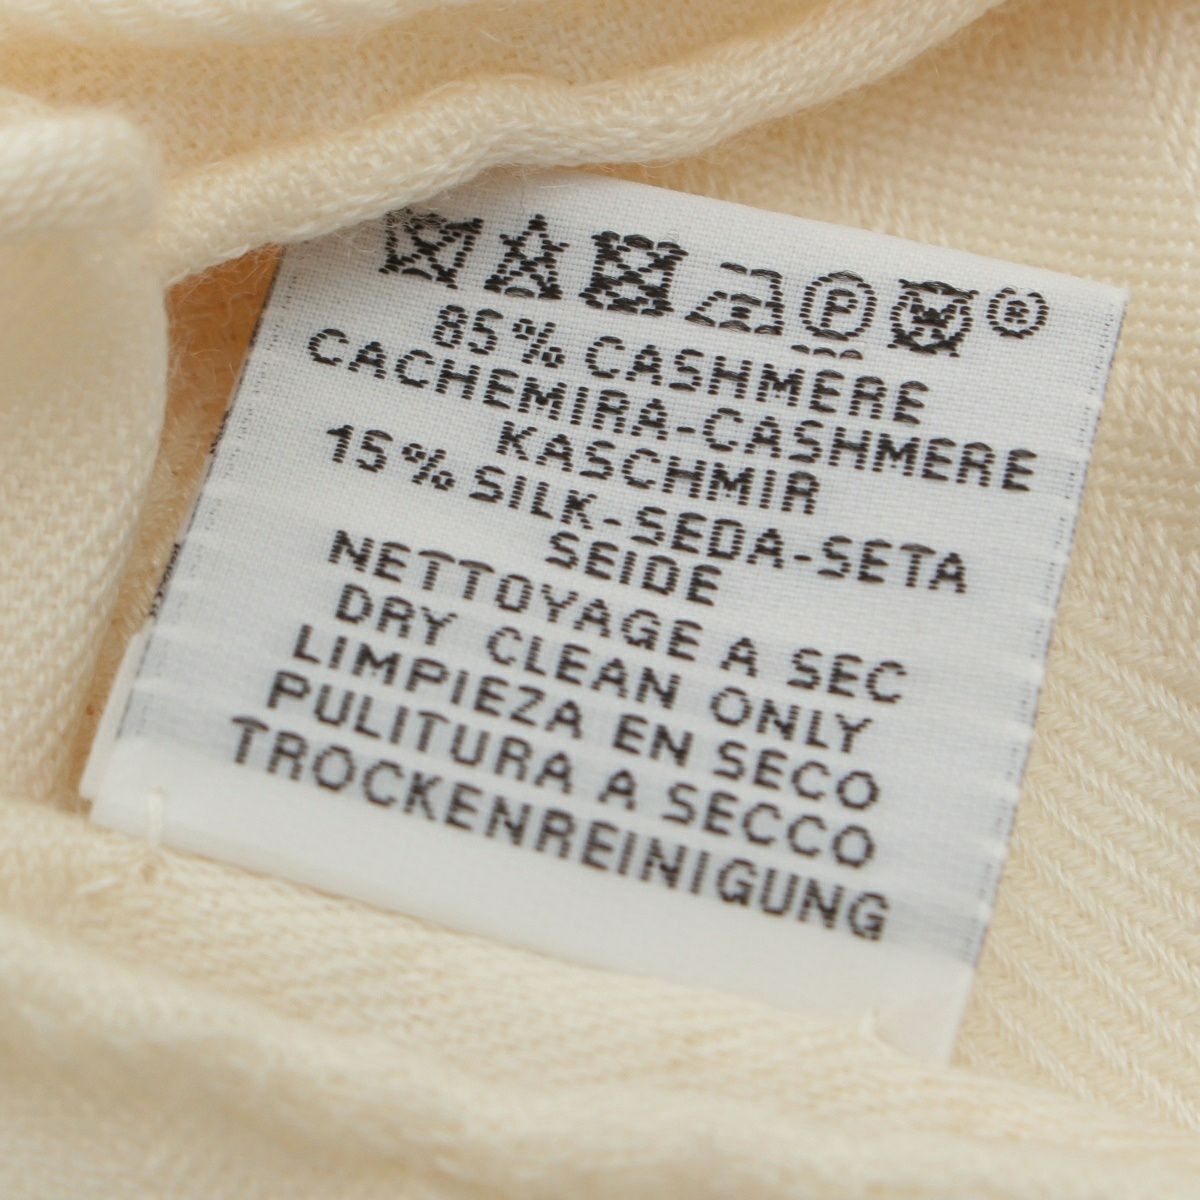 P ®
85% CASHMERE
CACHEMIRA-CASHMERE
KASCHMIR
15% SILK-SEDA-SETA
SEIDE
NETTOYAGE A SEC
DRY CLEAN ONLY
LIMPIEZA EN SECO
PULITURA A SECCO
TROCKENREINIGUNG